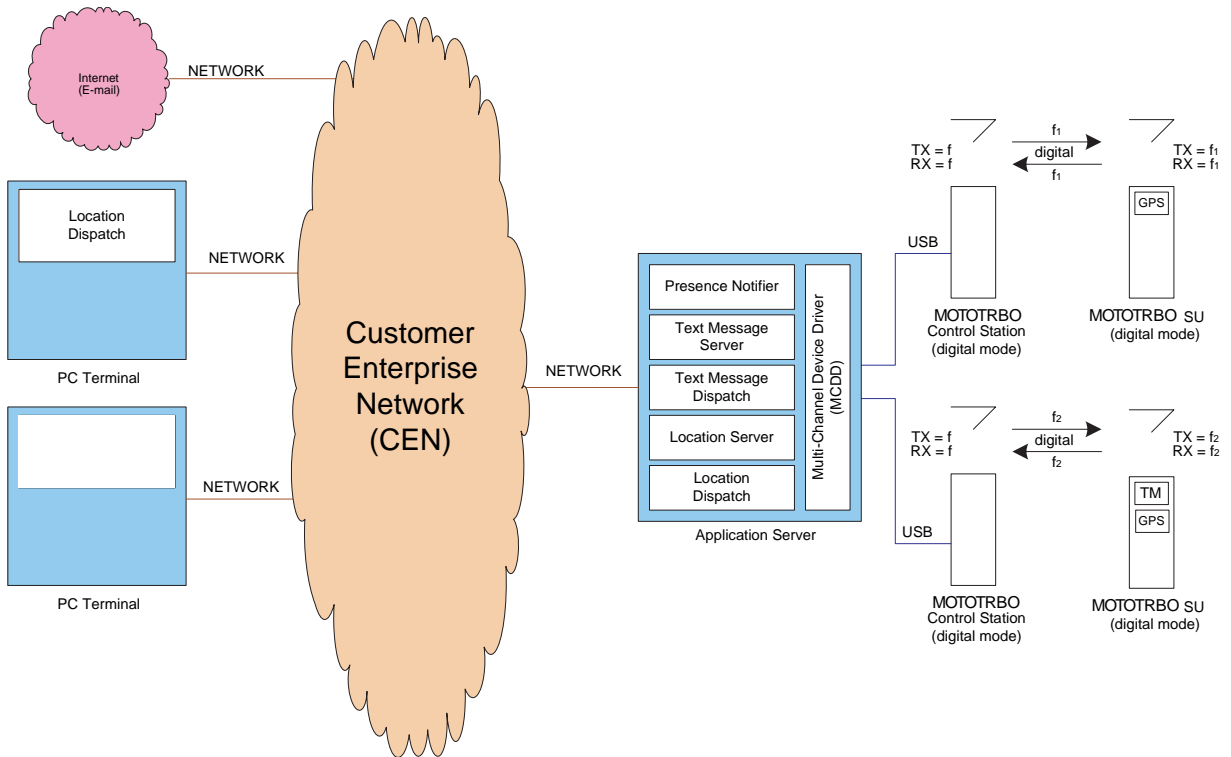 Internet
(E-mail)
NETWORK
Location
Dispatch
NETWORK
PC Terminal
NETWORK
PC Terminal
Customer
Enterprise
Network
(CEN)
NETWORK
Presence Notifier
Text Message
Server
Text Message
Dispatch
Location Server
Location
Dispatch
Multi-Channel Device Driver
(MCDD)
Application Server
USB
USB
TX = f
RX = f
f1
digital
f1
TX = f1
RX = f1
GPS
MOTOTRBO
Control Station
(digital mode)
MOTOTRBO SU
(digital mode)
TX = f
RX = f
f2
digital
f2
TX = f2
RX = f2
TM
GPS
MOTOTRBO
Control Station
(digital mode)
MOTOTRBO SU
(digital mode)